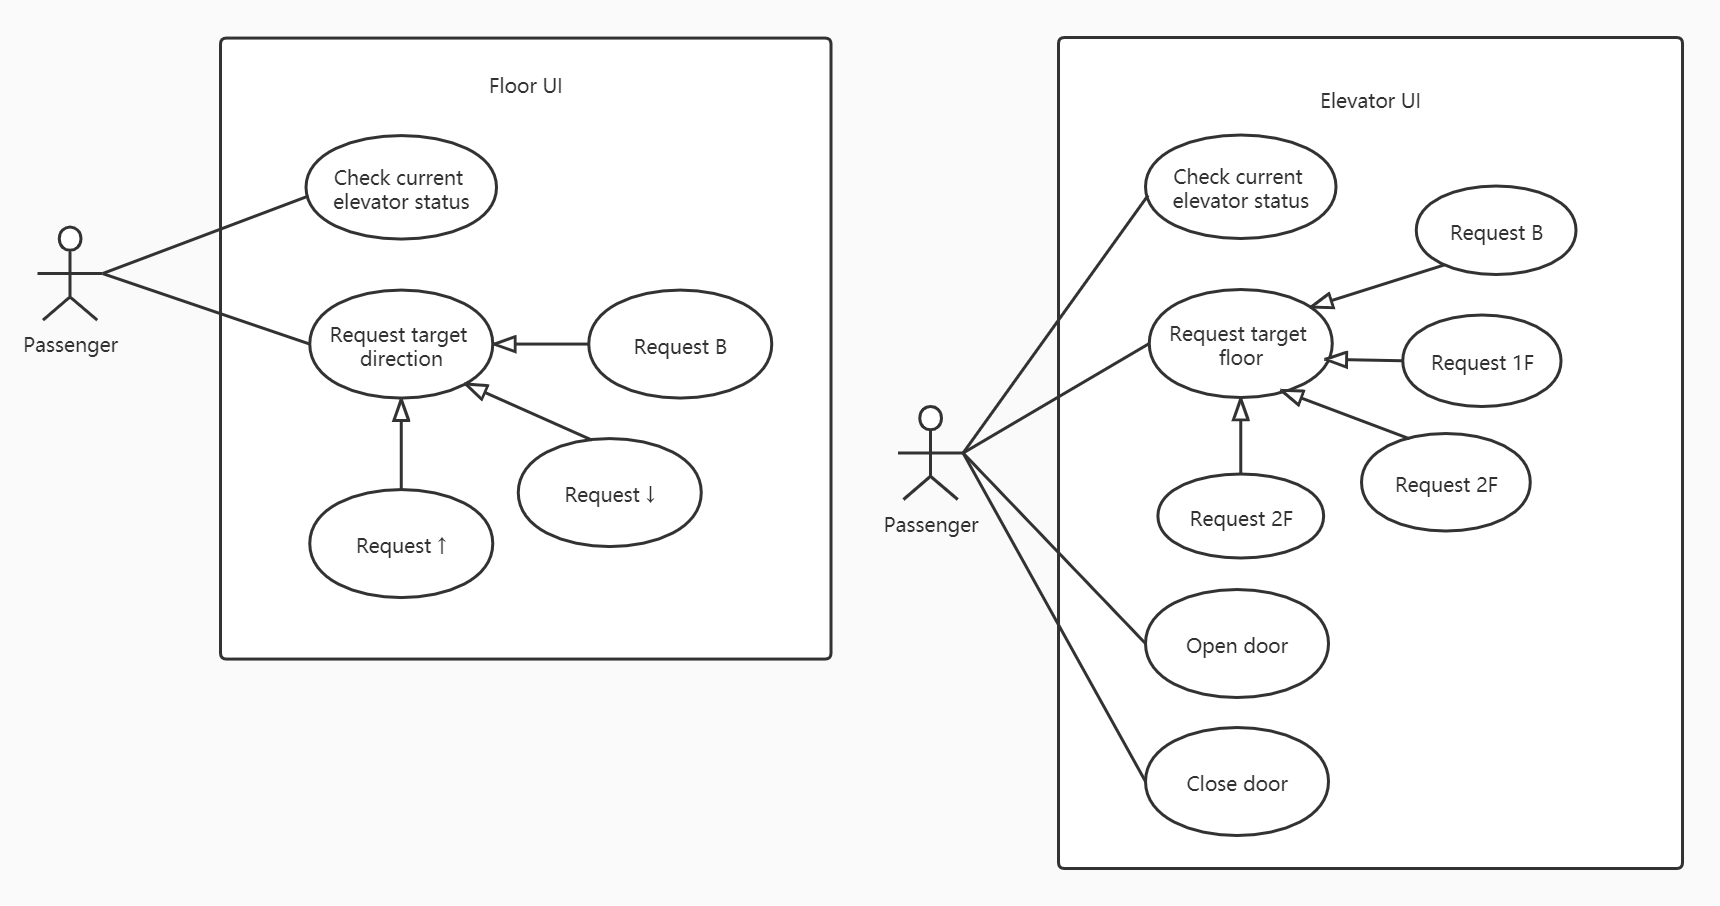 Floor UI
Check current
elevator status
Passenger
Request target
direction
Request B
Request ↓
Request ↑
Elevator UI
Check current
elevator status
Request B
Request target
floor
Request 1F
Request 2F
Request 2F
Passenger
Open door
Close door